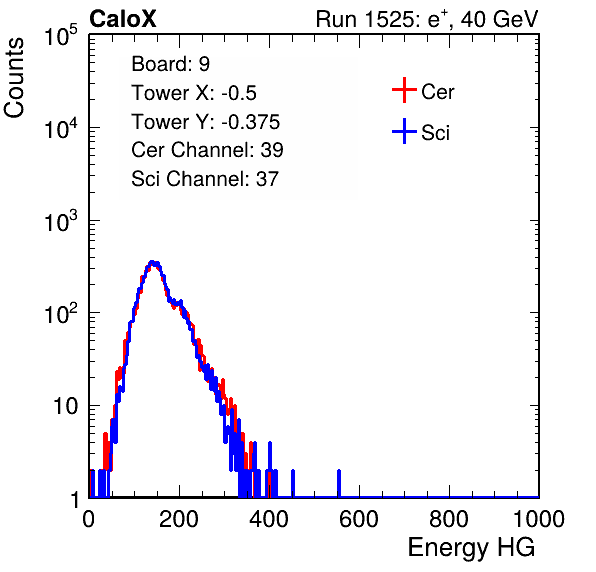 CaloX Run 1525: e⁺, 40 GeV
Counts
10⁵
10⁴
10³
10²
10
1
Board: 9
Tower X: -0.5
Tower Y: -0.375
Cer Channel: 39
Sci Channel: 37
Cer
Sci
0 200 400 600 800 1000
Energy HG